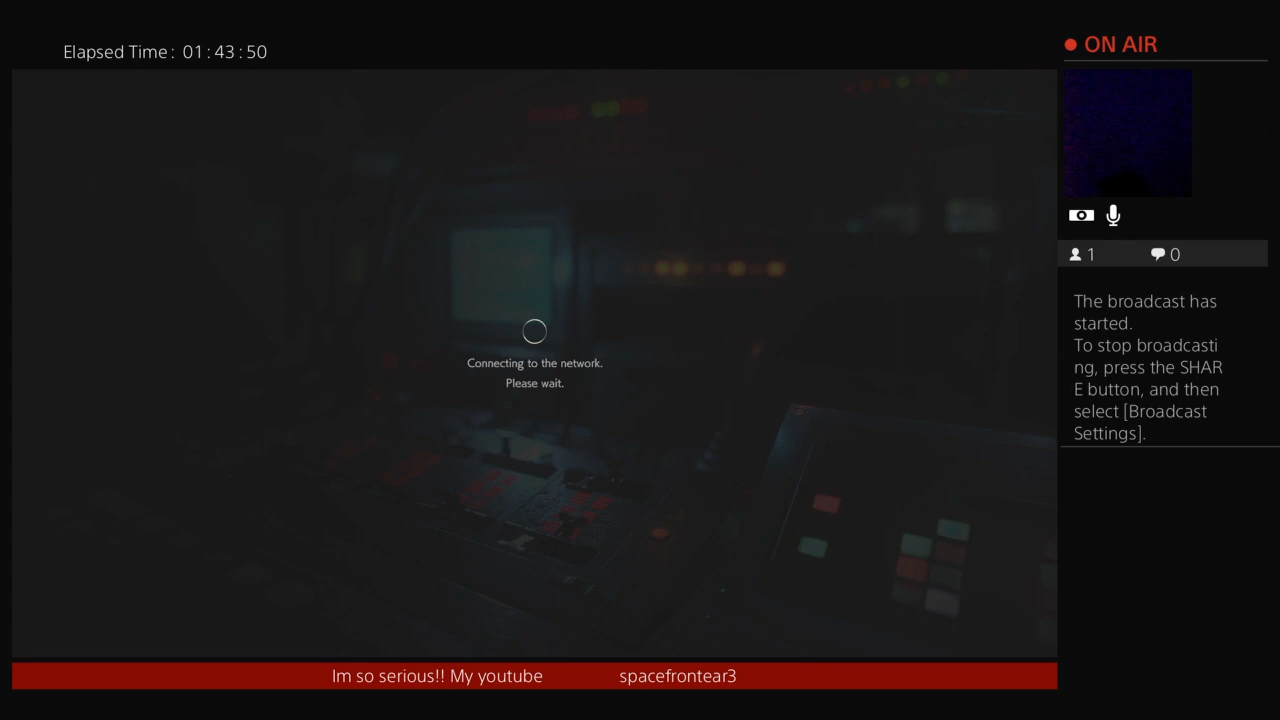 Elapsed Time: 01:43:50
ON AIR
1 0
Connecting to the network.
Please wait.
The broadcast has
started.
To stop broadcasti
ng, press the SHAR
E button, and then
select [Broadcast
Settings].
Im so serious!! My youtube spacefrontear3